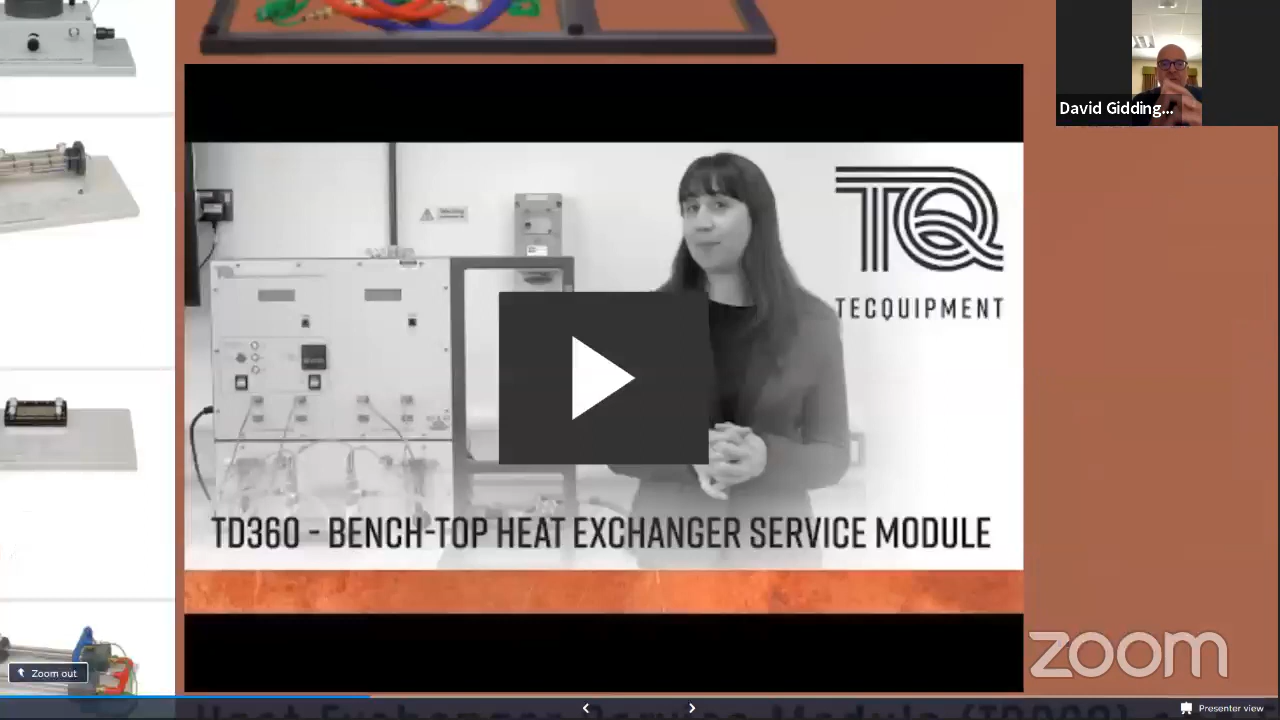 David Gidding...
TQ
TECQUIPMENT
TD360 - BENCH-TOP HEAT EXCHANGER SERVICE MODULE
zoom
Zoom out
Presenter view